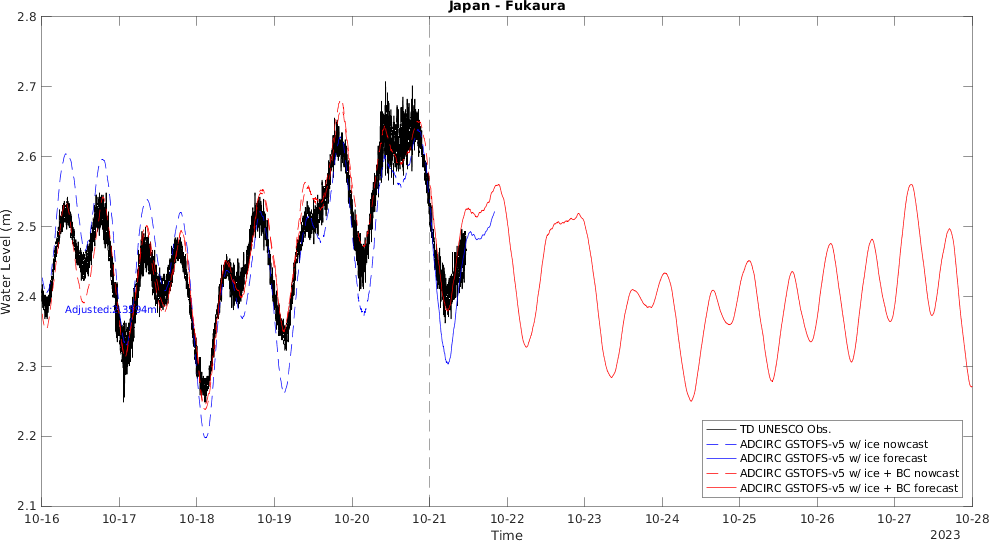 Japan - Fukaura
2.8
2.7
2.6
2.5
2.4
2.3
2.2
2.1
Water Level (m)
TD UNESCO Obs.
ADCIRC GSTOFS-v5 w/ ice nowcast
ADCIRC GSTOFS-v5 w/ ice forecast
ADCIRC GSTOFS-v5 w/ ice + BC nowcast
ADCIRC GSTOFS-v5 w/ ice + BC forecast
10-16 10-17 10-18 10-19 10-20 10-21 10-22 10-23 10-24 10-25 10-26 10-27 10-28
Time
2023